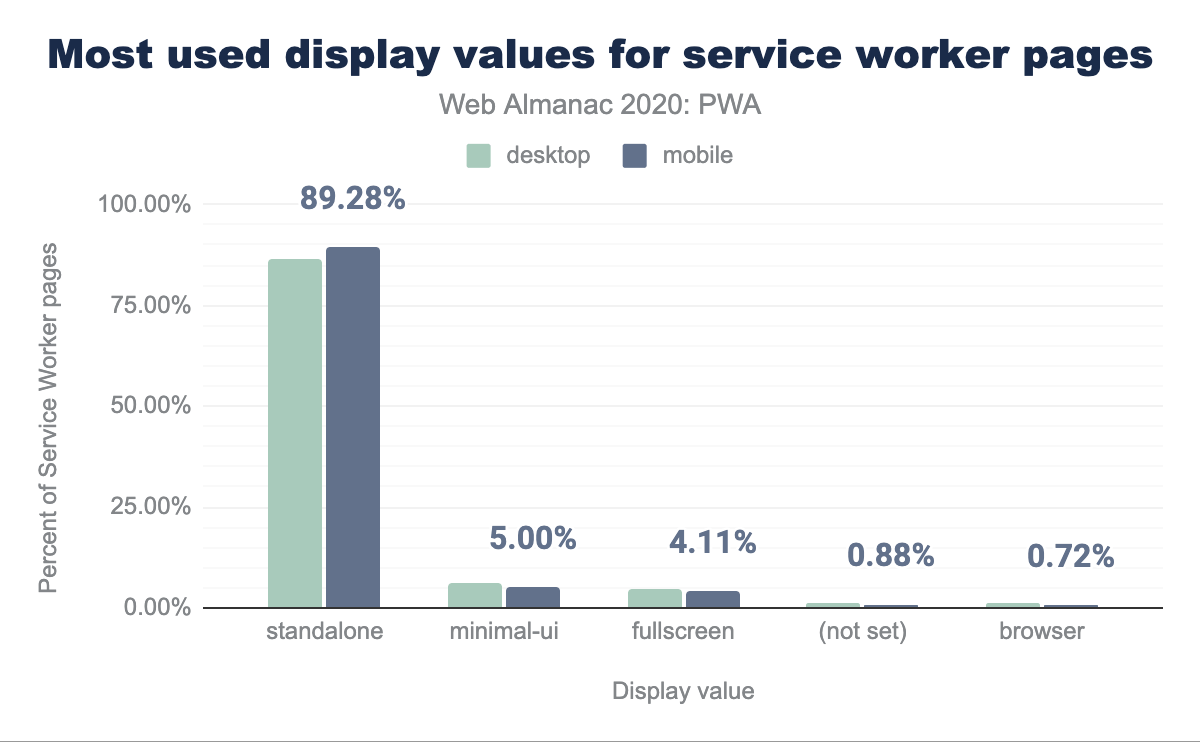 Most used display values for service worker pages
Web Almanac 2020: PWA
desktop
mobile
Percent of Service Worker pages
100.00%
75.00%
50.00%
25.00%
0.00%
89.28%
5.00%
4.11%
0.88%
0.72%
standalone
minimal-ui
fullscreen
(not set)
browser
Display value